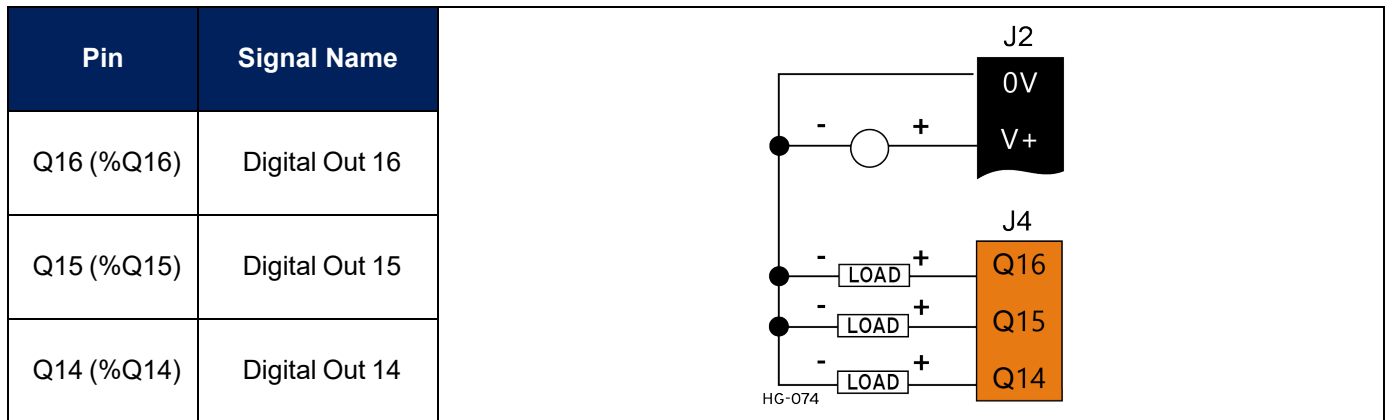 Pin Signal Name
Q16 (%Q16) Digital Out 16
Q15 (%Q15) Digital Out 15
Q14 (%Q14) Digital Out 14
J2
0V
- +
V+
J4
- +
LOAD
Q16
- +
LOAD
Q15
- +
LOAD
Q14
HG-074